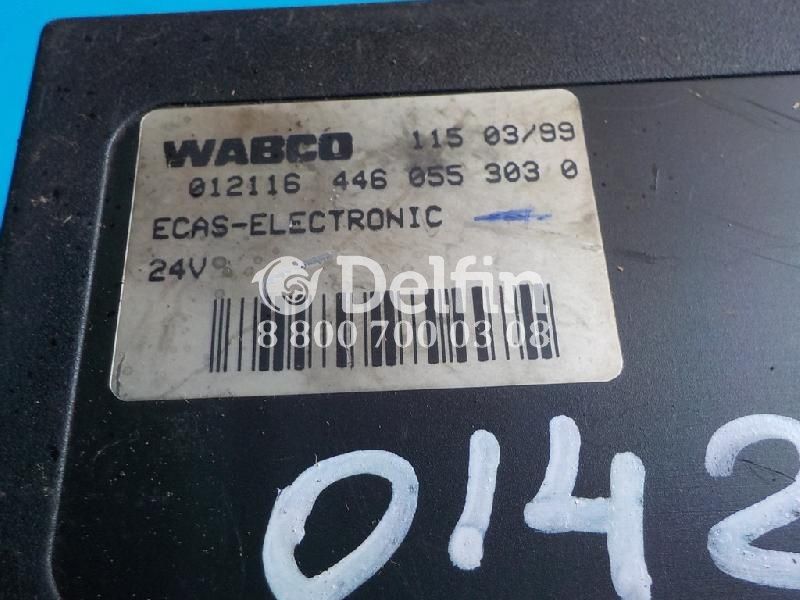 WABCO 115 03/99
012116 446 055 303 0
ECAS-ELECTRONIC
24V
Delfin
8 800 700 03 08
0142